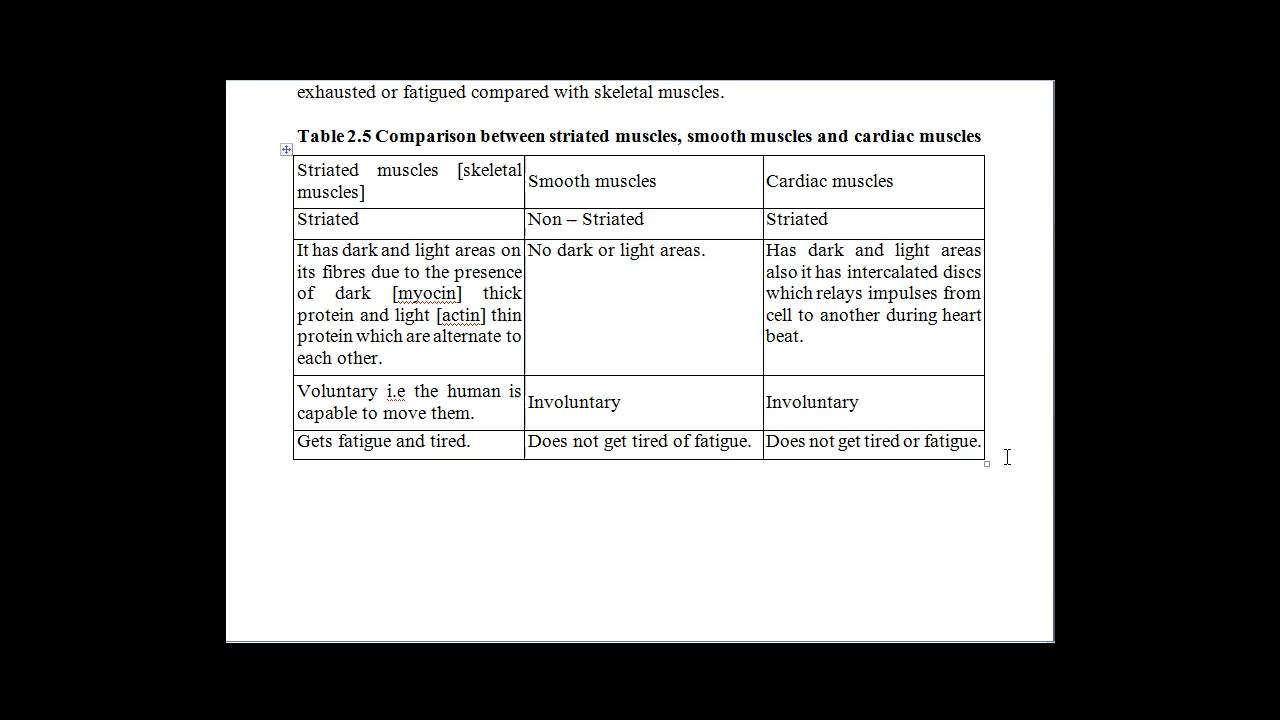 exhausted or fatigued compared with skeletal muscles.
Table 2.5 Comparison between striated muscles, smooth muscles and cardiac muscles
Striated muscles [skeletal
muscles]
Smooth muscles
Cardiac muscles
Striated
Non – Striated
Striated
It has dark and light areas on
its fibres due to the presence
of dark [myocin] thick
protein and light [actin] thin
protein which are alternate to
each other.
No dark or light areas.
Has dark and light areas
also it has intercalated discs
which relays impulses from
cell to another during heart
beat.
Voluntary i.e the human is
capable to move them.
Involuntary
Involuntary
Gets fatigue and tired.
Does not get tired of fatigue.
Does not get tired or fatigue.